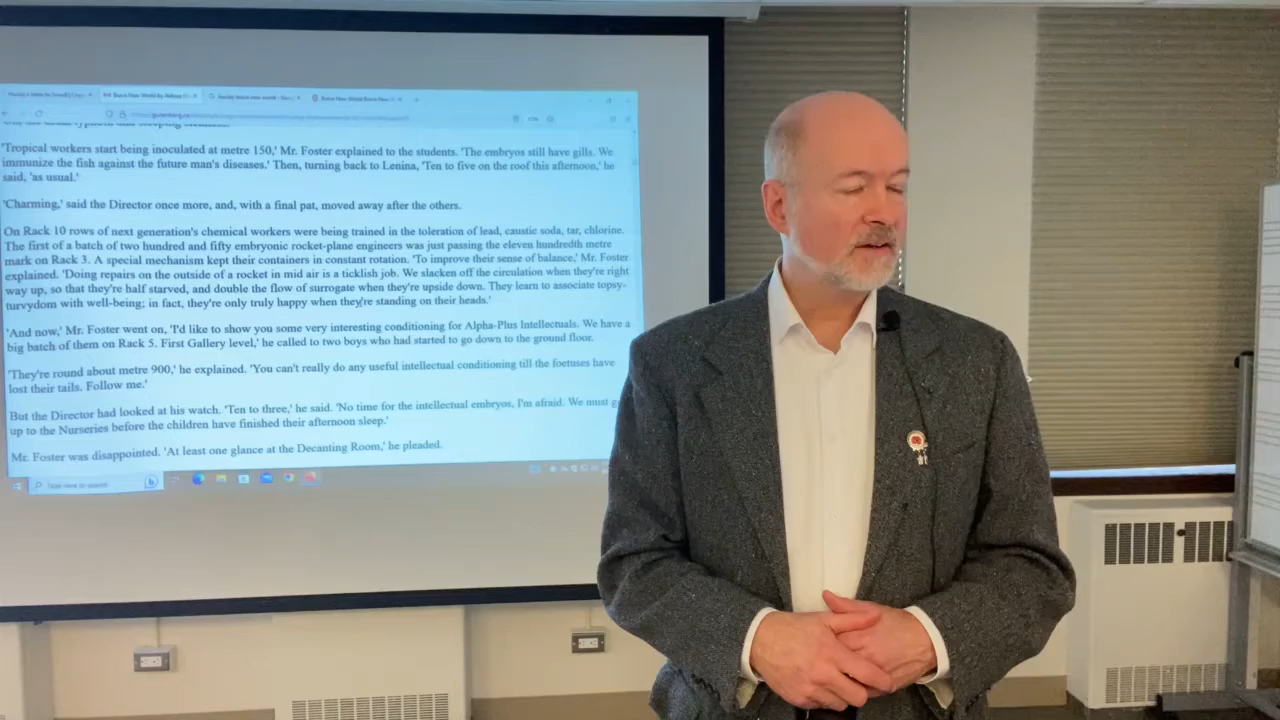 Brave New World by Aldous
'Tropical workers start being inoculated at metre 150,' Mr. Foster explained to the students. 'The embryos still have gills. We
immunize the fish against the future man's diseases.' Then, turning back to Lenina, 'Ten to five on the roof this afternoon,' he
said, 'as usual.'
'Charming,' said the Director once more, and, with a final pat, moved away after the others.
On Rack 10 rows of next generation's chemical workers were being trained in the toleration of lead, caustic soda, tar, chlorine.
The first of a batch of two hundred and fifty embryonic rocket-plane engineers was just passing the eleven hundredth metre
mark on Rack 3. A special mechanism kept their containers in constant rotation. 'To improve their sense of balance,' Mr. Foster
explained. 'Doing repairs on the outside of a rocket in mid air is a ticklish job. We slacken off the circulation when they're right
way up, so that they're half starved, and double the flow of surrogate when they're upside down. They learn to associate topsy-
turvydom with well-being; in fact, they're only truly happy when they're standing on their heads.'
'And now,' Mr. Foster went on, 'I'd like to show you some very interesting conditioning for Alpha-Plus Intellectuals. We have a
big batch of them on Rack 5. First Gallery level,' he called to two boys who had started to go down to the ground floor.
'They're round about metre 900,' he explained. 'You can't really do any useful intellectual conditioning till the foetuses have
lost their tails. Follow me.'
But the Director had looked at his watch. 'Ten to three,' he said. 'No time for the intellectual embryos, I'm afraid. We must
up to the Nurseries before the children have finished their afternoon sleep.'
Mr. Foster was disappointed. 'At least one glance at the Decanting Room,' he pleaded.
Type here to search